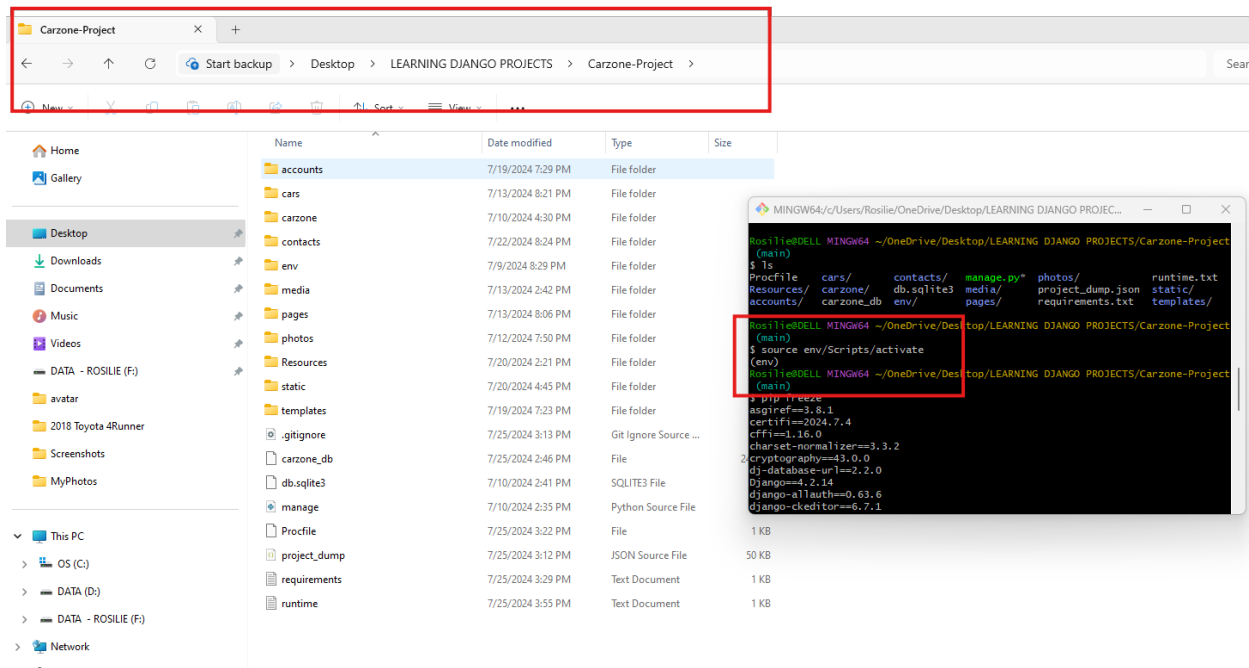 Carzone-Project
Start backup > Desktop > LEARNING DJANGO PROJECTS > Carzone-Project >
Sear
New Sort View
Name Date modified Type Size
Home
Gallery
Desktop
Downloads
Documents
Music
Videos
DATA - ROSILIE (F:)
avatar
2018 Toyota 4Runner
Screenshots
MyPhotos
This PC
OS (C:)
DATA (D:)
DATA - ROSILIE (F:)
Network
accounts 7/19/2024 7:29 PM File folder
cars 7/13/2024 8:21 PM File folder
carzone 7/10/2024 4:30 PM File folder
contacts 7/22/2024 8:24 PM File folder
env 7/9/2024 8:29 PM File folder
media 7/13/2024 2:42 PM File folder
pages 7/13/2024 8:06 PM File folder
photos 7/12/2024 7:50 PM File folder
Resources 7/20/2024 2:21 PM File folder
static 7/20/2024 4:45 PM File folder
templates 7/19/2024 7:23 PM File folder
.gitignore 7/25/2024 3:13 PM Git Ignore Source ...
carzone_db 7/25/2024 2:46 PM File 2
db.sqlite3 7/10/2024 2:41 PM SQLITE3 File
manage 7/10/2024 2:35 PM Python Source File
Procfile 7/25/2024 3:22 PM File 1 KB
project_dump 7/25/2024 3:12 PM JSON Source File 50 KB
requirements 7/25/2024 3:29 PM Text Document 1 KB
runtime 7/25/2024 3:55 PM Text Document 1 KB
MINGW64:/c/Users/Rosilie/OneDrive/Desktop/LEARNING DJANGO PROJEC...
Rosilie@DELL MINGW64 ~/OneDrive/Desktop/LEARNING DJANGO PROJECTS/Carzone-Project
(main)
$ ls
Procfile cars/ contacts/ manage.py* photos/ runtime.txt
Resources/ carzone/ db.sqlite3 media/ project_dump.json static/
accounts/ carzone_db env/ pages/ requirements.txt templates/
Rosilie@DELL MINGW64 ~/OneDrive/Desktop/LEARNING DJANGO PROJECTS/Carzone-Project
(main)
$ source env/Scripts/activate
(env)
Rosilie@DELL MINGW64 ~/OneDrive/Desktop/LEARNING DJANGO PROJECTS/Carzone-Project
(main)
$ pip freeze
asgiref==3.8.1
certifi==2024.7.4
cffi==1.16.0
charset-normalizer==3.3.2
cryptography==43.0.0
dj-database-url==2.2.0
Django==4.2.14
django-allauth==0.63.6
django-ckeditor==6.7.1